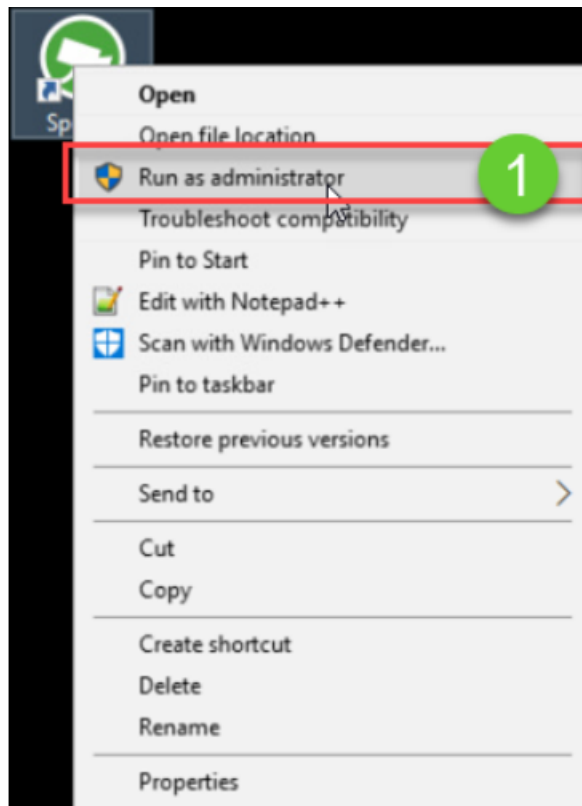 Sp
Open
Open file location
Run as administrator
1
Troubleshoot compatibility
Pin to Start
Edit with Notepad++
Scan with Windows Defender...
Pin to taskbar
Restore previous versions
Send to
Cut
Copy
Create shortcut
Delete
Rename
Properties